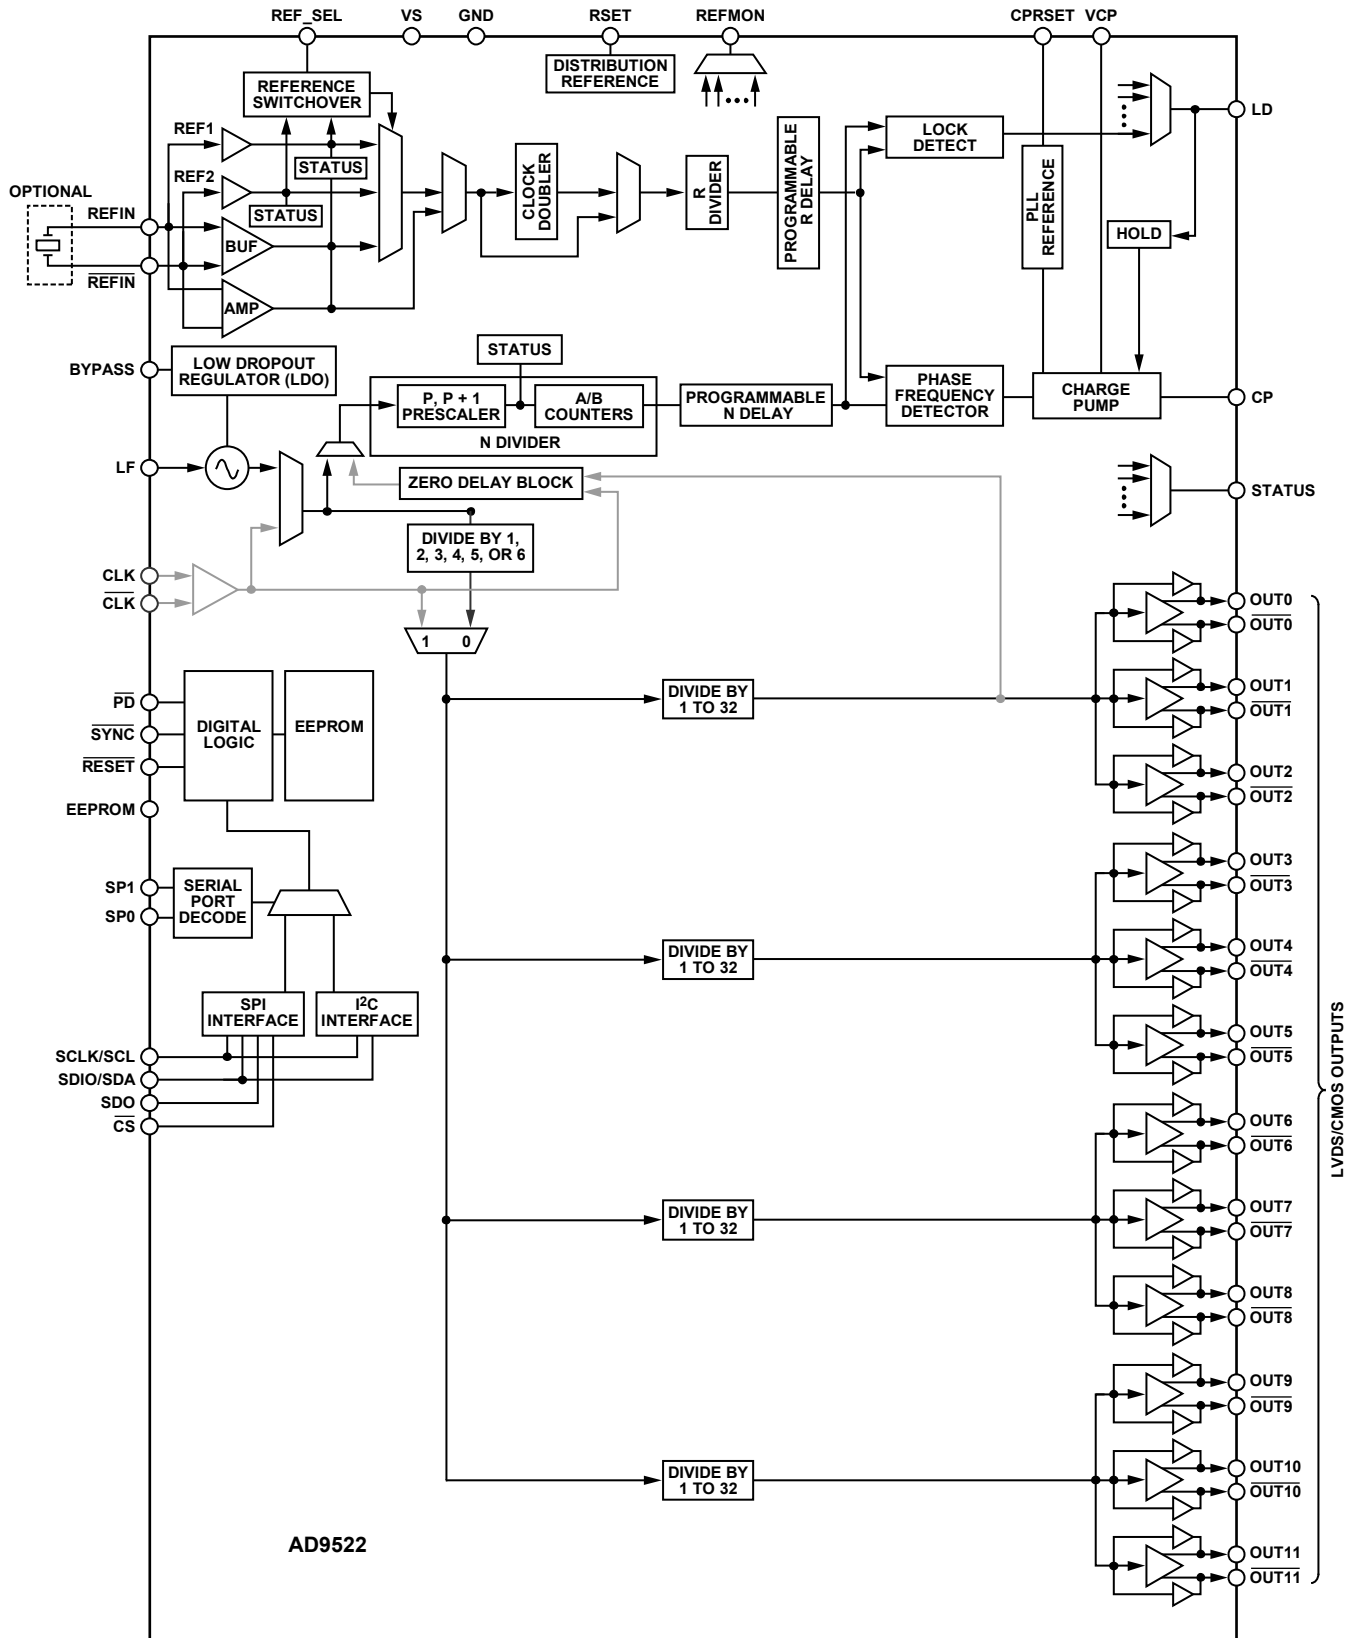 REF_SEL
VS
GND
RSET
REFMON
CPRSET
VCP
DISTRIBUTION
REFERENCE
REFERENCE
SWITCHOVER
REF1
REF2
STATUS
STATUS
OPTIONAL
REFIN
REFIN
BUF
AMP
CLOCK
DOUBLER
R
DIVIDER
PROGRAMMABLE
R DELAY
LOCK
DETECT
PLL
REFERENCE
LD
HOLD
BYPASS
LOW DROPOUT
REGULATOR (LDO)
STATUS
P, P + 1
PRESCALER
A/B
COUNTERS
N DIVIDER
PROGRAMMABLE
N DELAY
PHASE
FREQUENCY
DETECTOR
CHARGE
PUMP
CP
LF
ZERO DELAY BLOCK
STATUS
DIVIDE BY 1,
2, 3, 4, 5, OR 6
CLK
CLK
1 0
PD
SYNC
RESET
EEPROM
DIGITAL
LOGIC
EEPROM
SP1
SP0
SERIAL
PORT
DECODE
SPI
INTERFACE
I2C
INTERFACE
SCLK/SCL
SDIO/SDA
SDO
CS
DIVIDE BY
1 TO 32
DIVIDE BY
1 TO 32
DIVIDE BY
1 TO 32
DIVIDE BY
1 TO 32
OUT0
OUT0
OUT1
OUT1
OUT2
OUT2
OUT3
OUT3
OUT4
OUT4
OUT5
OUT5
OUT6
OUT6
OUT7
OUT7
OUT8
OUT8
OUT9
OUT9
OUT10
OUT10
OUT11
OUT11
LVDS/CMOS OUTPUTS
AD9522